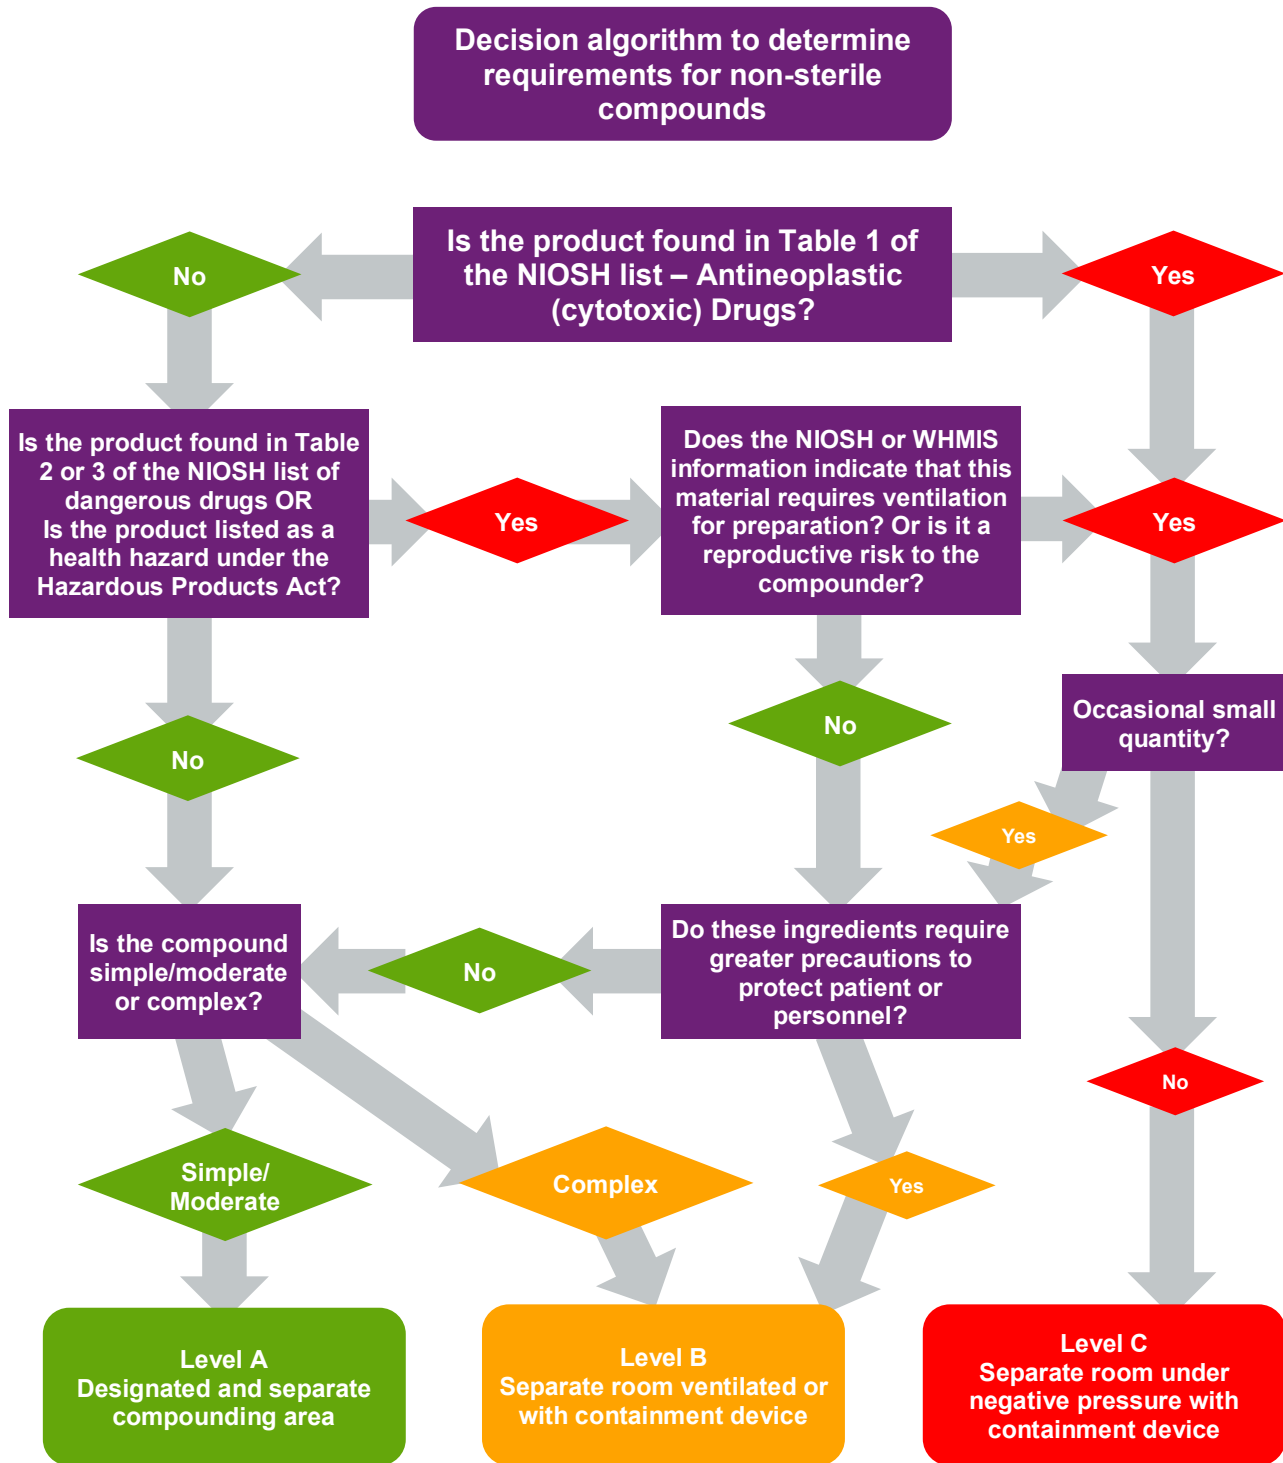 Decision algorithm to determine
requirements for non-sterile
compounds
Is the product found in Table 1 of
the NIOSH list – Antineoplastic
(cytotoxic) Drugs?
No
Yes
Is the product found in Table
2 or 3 of the NIOSH list of
dangerous drugs OR
Is the product listed as a
health hazard under the
Hazardous Products Act?
Yes
Does the NIOSH or WHMIS
information indicate that this
material requires ventilation
for preparation? Or is it a
reproductive risk to the
compounder?
Yes
No
No
Occasional small
quantity?
Yes
Is the compound
simple/moderate
or complex?
No
Do these ingredients require
greater precautions to
protect patient or
personnel?
No
Simple/
Moderate
Complex
Yes
Level A
Designated and separate
compounding area
Level B
Separate room ventilated or
with containment device
Level C
Separate room under
negative pressure with
containment device